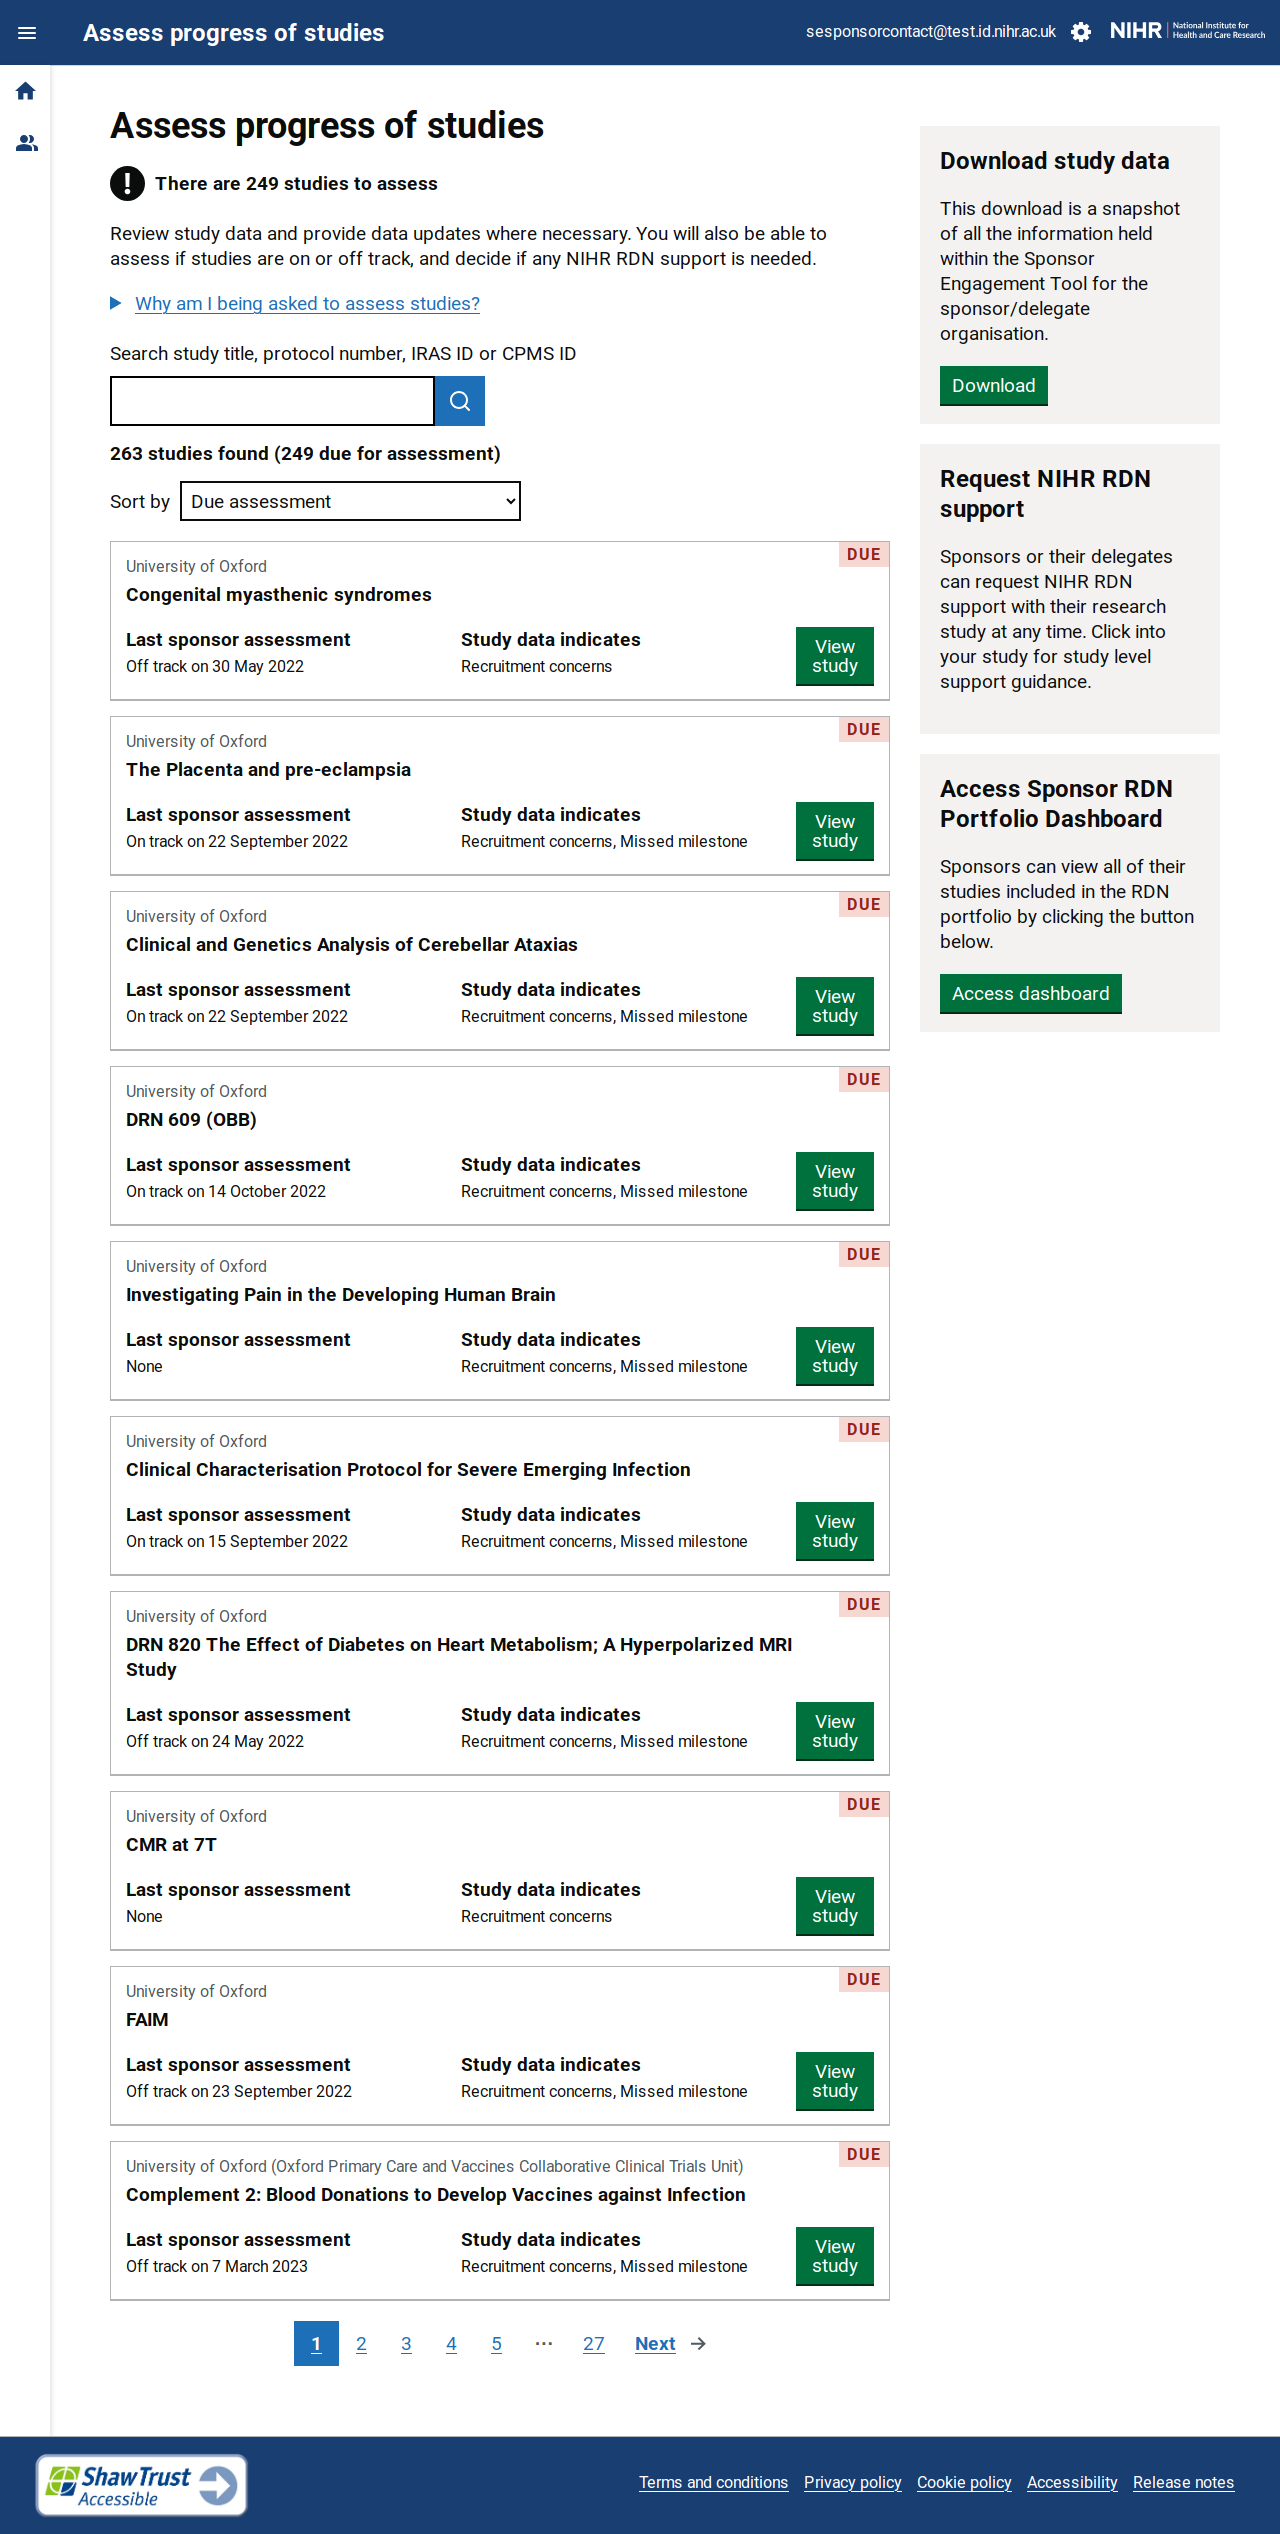 Assess progress of studies
sesponsorcontact@test.id.nihr.ac.uk
NIHR
National Institute for
Health and Care Research
Assess progress of studies
There are 249 studies to assess
Review study data and provide data updates where necessary. You will also be able to
assess if studies are on or off track, and decide if any NIHR RDN support is needed.
Why am I being asked to assess studies?
Search study title, protocol number, IRAS ID or CPMS ID
263 studies found (249 due for assessment)
Sort by
Due assessment
DUE
University of Oxford
Congenital myasthenic syndromes
Last sponsor assessment
Off track on 30 May 2022
Study data indicates
Recruitment concerns
View
study
DUE
University of Oxford
The Placenta and pre-eclampsia
Last sponsor assessment
On track on 22 September 2022
Study data indicates
Recruitment concerns, Missed milestone
View
study
DUE
University of Oxford
Clinical and Genetics Analysis of Cerebellar Ataxias
Last sponsor assessment
On track on 22 September 2022
Study data indicates
Recruitment concerns, Missed milestone
View
study
DUE
University of Oxford
DRN 609 (OBB)
Last sponsor assessment
On track on 14 October 2022
Study data indicates
Recruitment concerns, Missed milestone
View
study
DUE
University of Oxford
Investigating Pain in the Developing Human Brain
Last sponsor assessment
None
Study data indicates
Recruitment concerns, Missed milestone
View
study
DUE
University of Oxford
Clinical Characterisation Protocol for Severe Emerging Infection
Last sponsor assessment
On track on 15 September 2022
Study data indicates
Recruitment concerns, Missed milestone
View
study
DUE
University of Oxford
DRN 820 The Effect of Diabetes on Heart Metabolism; A Hyperpolarized MRI
Study
Last sponsor assessment
Off track on 24 May 2022
Study data indicates
Recruitment concerns, Missed milestone
View
study
DUE
University of Oxford
CMR at 7T
Last sponsor assessment
None
Study data indicates
Recruitment concerns
View
study
DUE
University of Oxford
FAIM
Last sponsor assessment
Off track on 23 September 2022
Study data indicates
Recruitment concerns, Missed milestone
View
study
DUE
University of Oxford (Oxford Primary Care and Vaccines Collaborative Clinical Trials Unit)
Complement 2: Blood Donations to Develop Vaccines against Infection
Last sponsor assessment
Off track on 7 March 2023
Study data indicates
Recruitment concerns, Missed milestone
View
study
1 2 3 4 5 ⋯ 27 Next
Download study data
This download is a snapshot
of all the information held
within the Sponsor
Engagement Tool for the
sponsor/delegate
organisation.
Download
Request NIHR RDN
support
Sponsors or their delegates
can request NIHR RDN
support with their research
study at any time. Click into
your study for study level
support guidance.
Access Sponsor RDN
Portfolio Dashboard
Sponsors can view all of their
studies included in the RDN
portfolio by clicking the button
below.
Access dashboard
ShawTrust
Accessible
Terms and conditions Privacy policy Cookie policy Accessibility Release notes